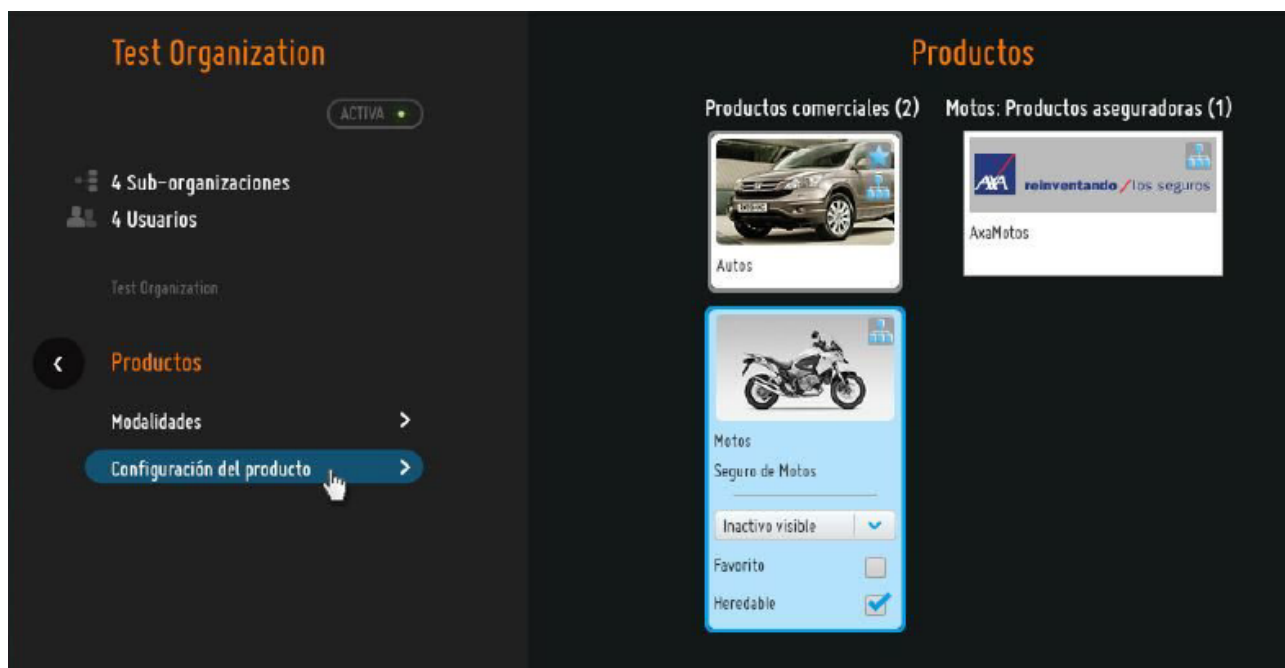 Test Organization
ACTIVA
4 Sub-organizaciones
4 Usuarios
Test Organization
Productos
Modalidades
Configuración del producto
Productos
Productos comerciales (2)
Autos
Motos
Seguro de Motos
Inactivo visible
Favorito
Heredable
Motos: Productos aseguradoras (1)
AXA reinventando / los seguros
AxaMotos